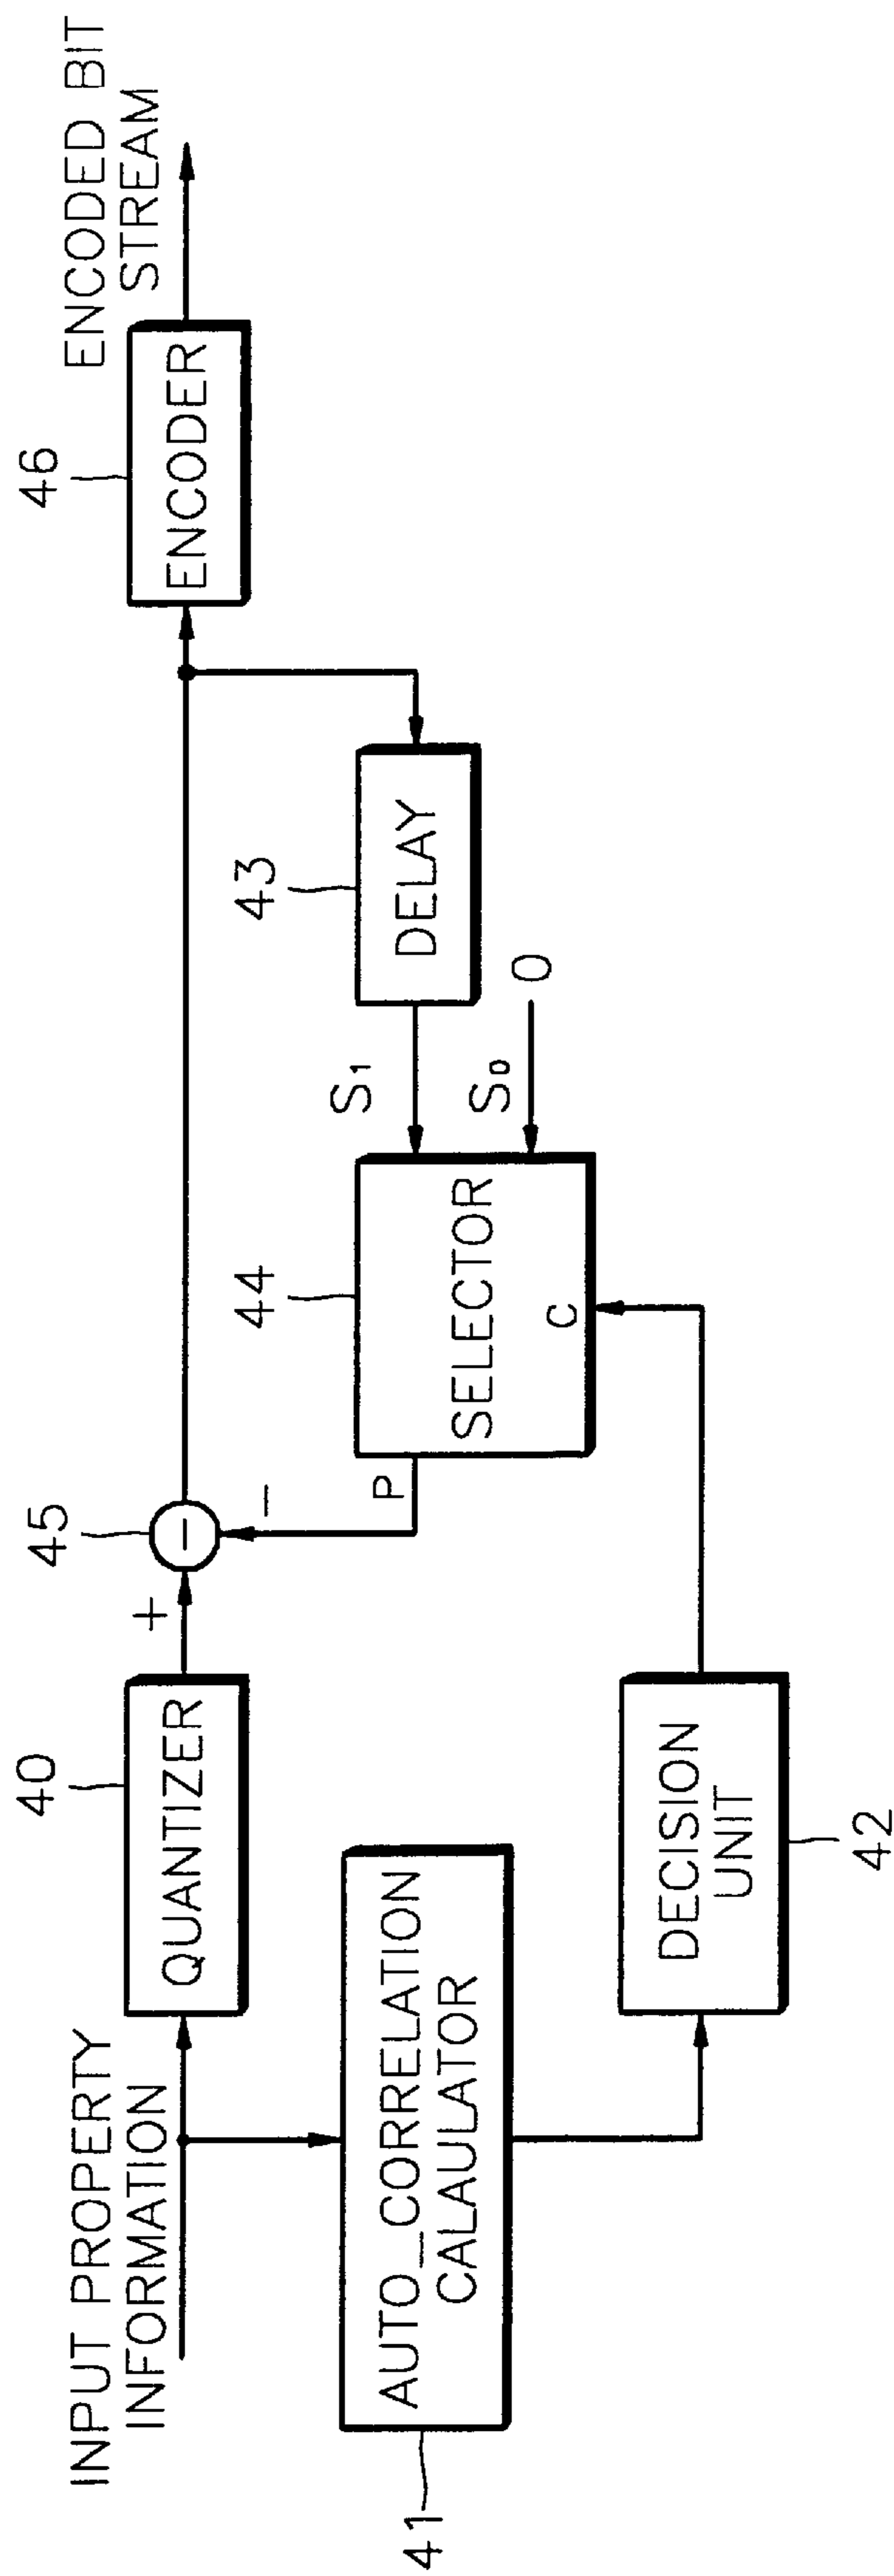 INPUT PROPERTY
INFORMATION
40
QUANTIZER
+
45
−
−
46
ENCODER
ENCODED BIT
STREAM
41
AUTO_CORRELATION
CALAULATOR
P
44
SELECTOR
C
S1
S0
0
43
DELAY
DECISION
UNIT
42